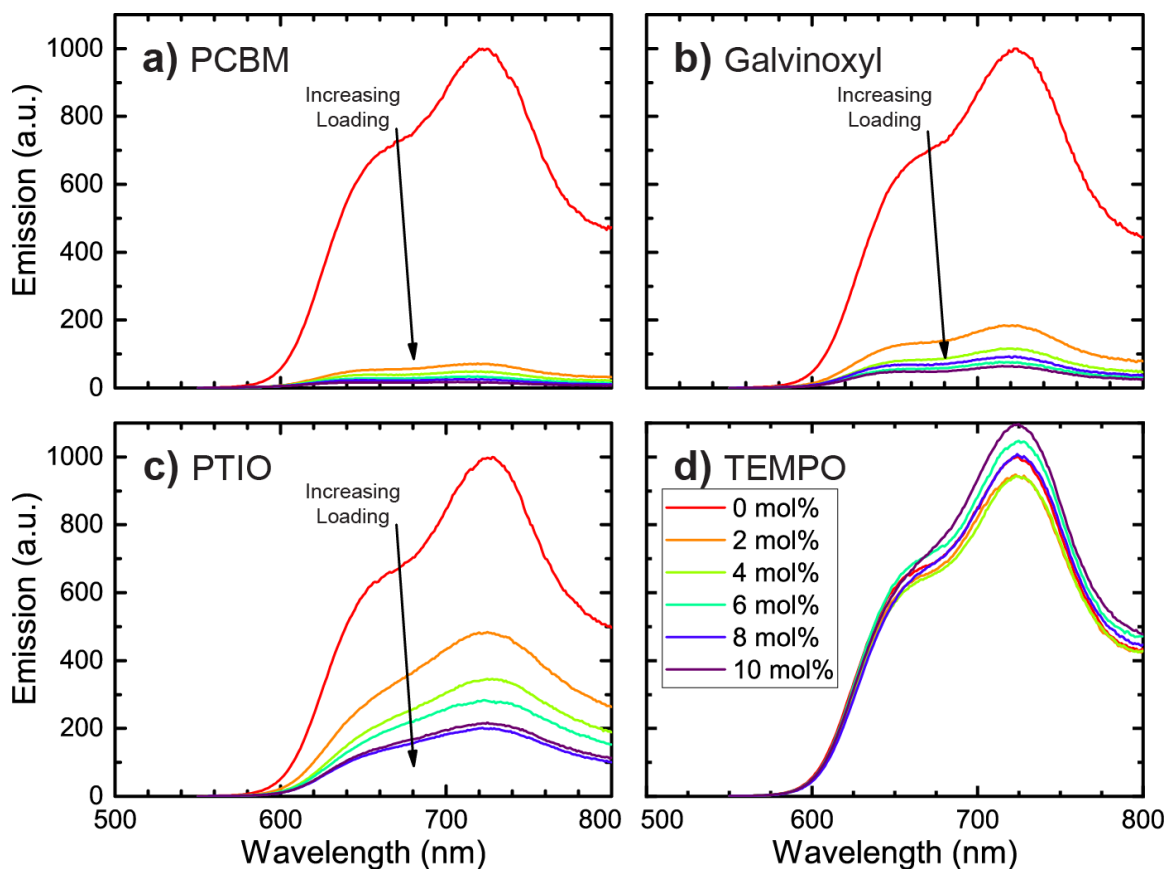 a) PCBM
Increasing
Loading
1000
800
600
400
200
0
Emission (a.u.)
b) Galvinoxyl
Increasing
Loading
c) PTIO
Increasing
Loading
1000
800
600
400
200
0
Emission (a.u.)
500 600 700 800
Wavelength (nm)
d) TEMPO
0 mol%
2 mol%
4 mol%
6 mol%
8 mol%
10 mol%
500 600 700 800
Wavelength (nm)